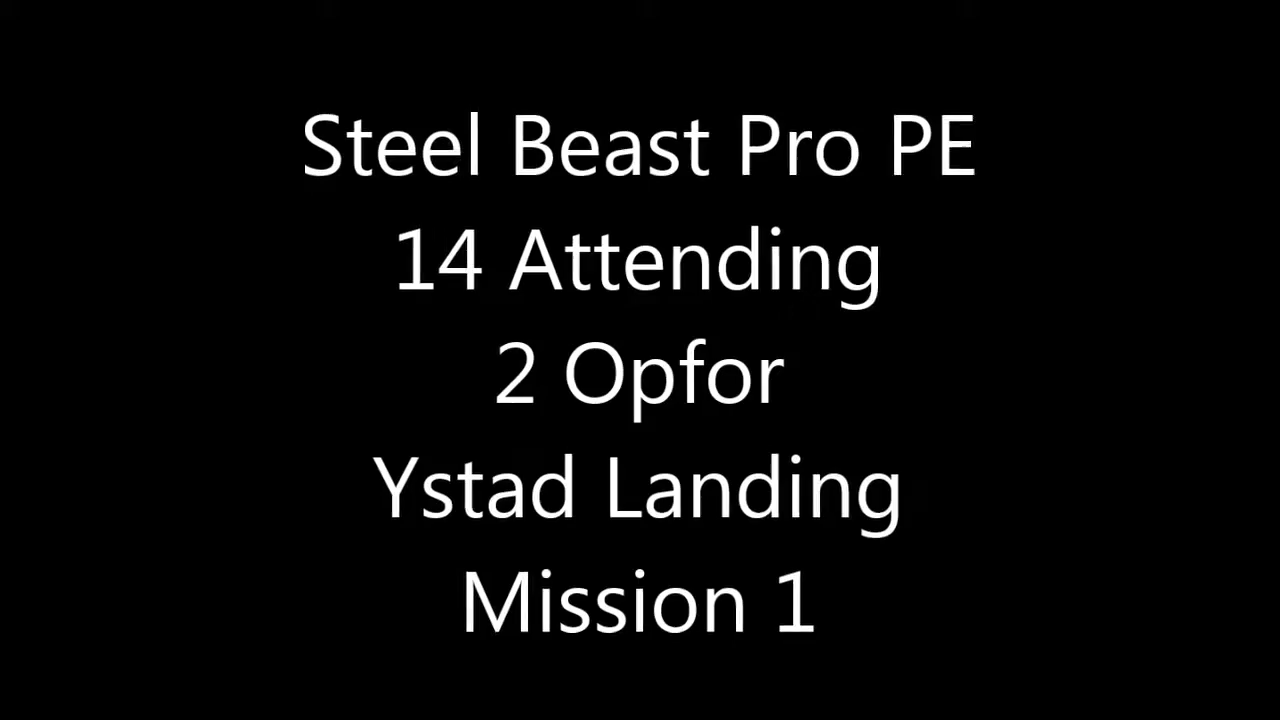 Steel Beast Pro PE
14 Attending
2 Opfor
Ystad Landing
Mission 1